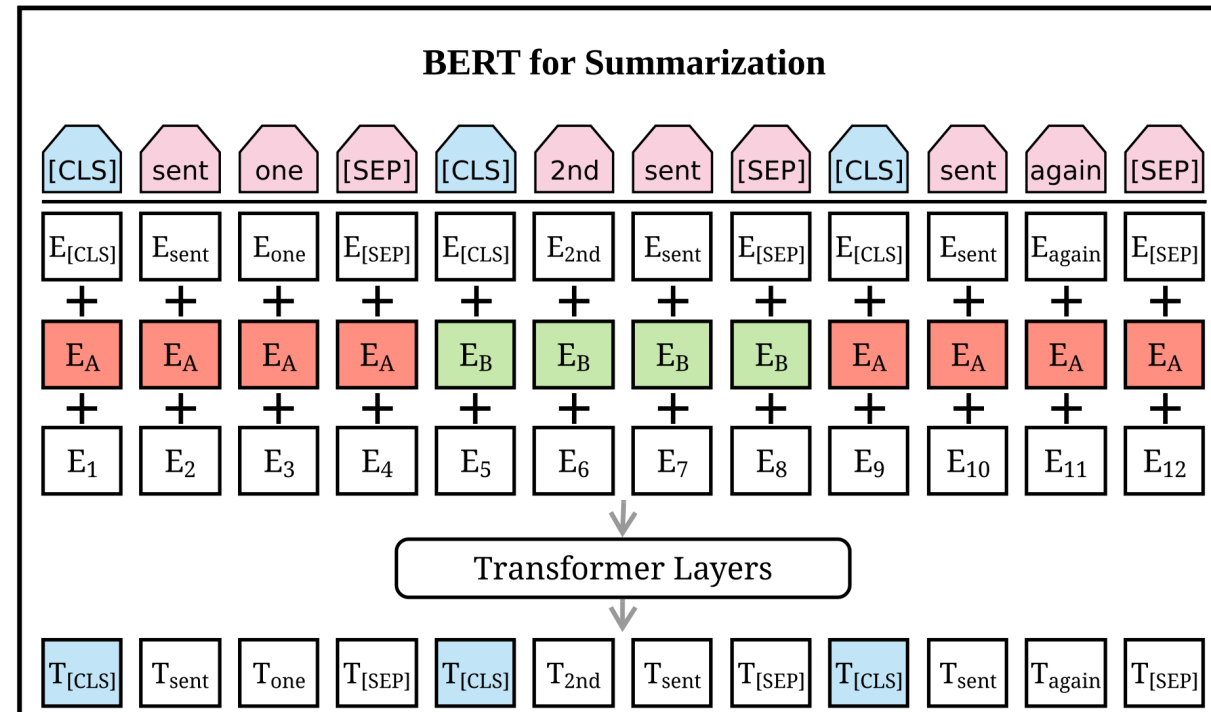 BERT for Summarization
[CLS] sent one [SEP] [CLS] 2nd sent [SEP] [CLS] sent again [SEP]
E[CLS] Esent Eone E[SEP] E[CLS] E2nd Esent E[SEP] E[CLS] Esent Eagain E[SEP]
+ + + + + + + + + + + +
EA EA EA EA EB EB EB EB EA EA EA EA
+ + + + + + + + + + + +
E1 E2 E3 E4 E5 E6 E7 E8 E9 E10 E11 E12
Transformer Layers
T[CLS] Tsent Tone T[SEP] T[CLS] T2nd Tsent T[SEP] T[CLS] Tsent Tagain T[SEP]